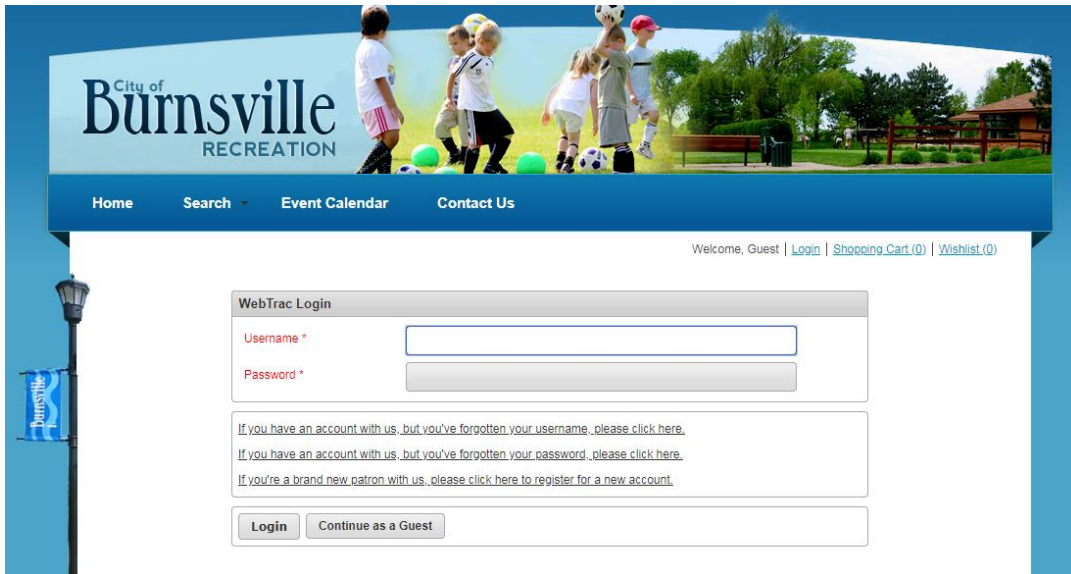 City of
Burnsville
RECREATION
Home Search Event Calendar Contact Us
Welcome, Guest | Login | Shopping Cart (0) | Wishlist (0)
WebTrac Login
Username *
Password *
Burnsville
If you have an account with us, but you've forgotten your username, please click here.
If you have an account with us, but you've forgotten your password, please click here.
If you're a brand new patron with us, please click here to register for a new account.
Login Continue as a Guest